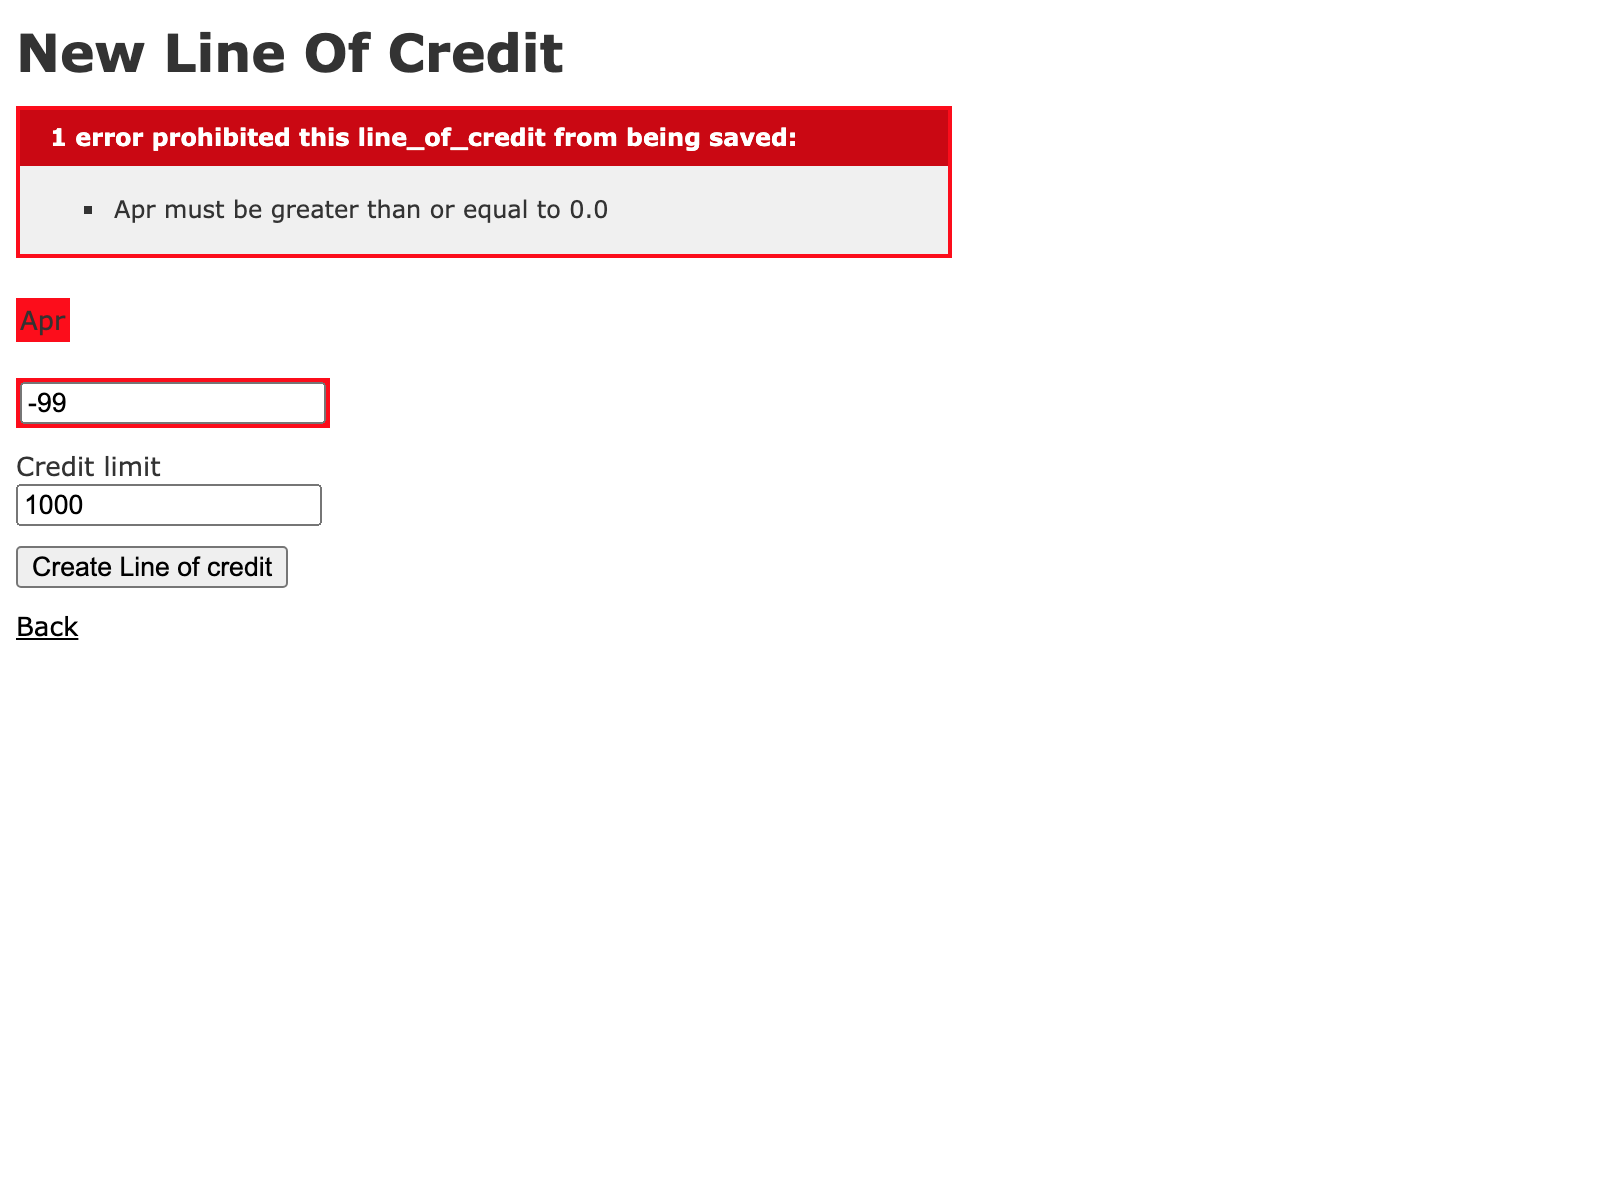 New Line Of Credit
1 error prohibited this line_of_credit from being saved:
Apr must be greater than or equal to 0.0
Apr
-99
Credit limit
1000
Create Line of credit
Back